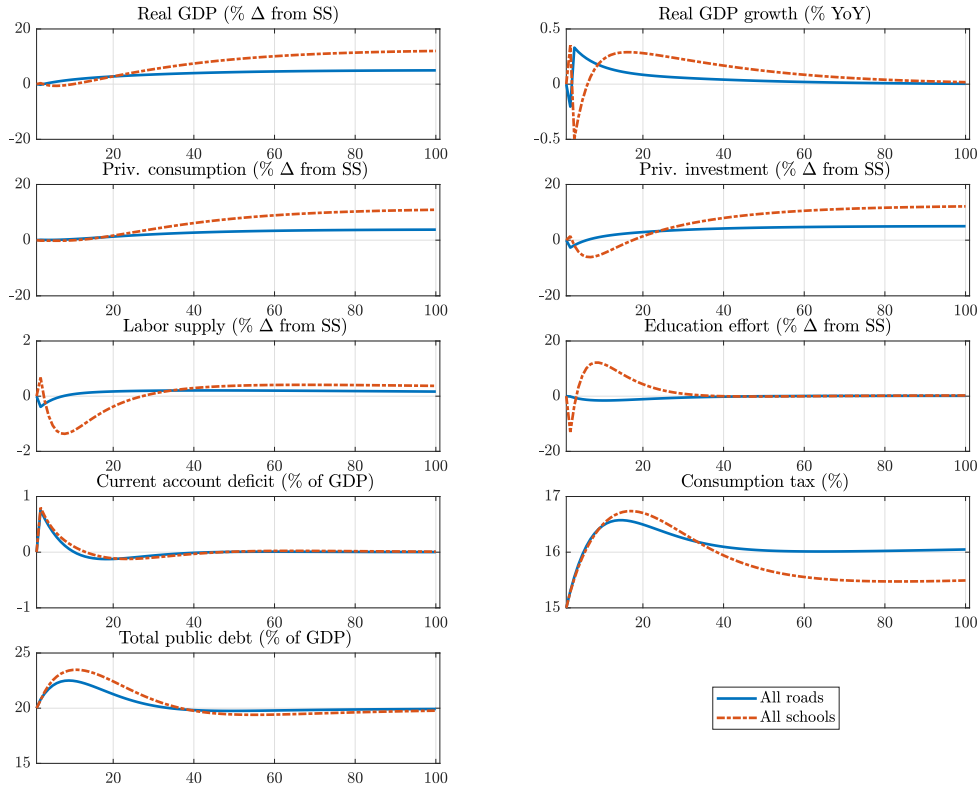 Real GDP (% Δ from SS)
20
0
-20
20 40 60 80 100
Real GDP growth (% YoY)
0.5
0
-0.5
20 40 60 80 100
Priv. consumption (% Δ from SS)
20
0
-20
20 40 60 80 100
Priv. investment (% Δ from SS)
20
0
-20
20 40 60 80 100
Labor supply (% Δ from SS)
2
0
-2
20 40 60 80 100
Education effort (% Δ from SS)
20
0
-20
20 40 60 80 100
Current account deficit (% of GDP)
1
0
-1
20 40 60 80 100
Consumption tax (%)
17
16
15
20 40 60 80 100
Total public debt (% of GDP)
25
20
15
20 40 60 80 100
All roads
All schools